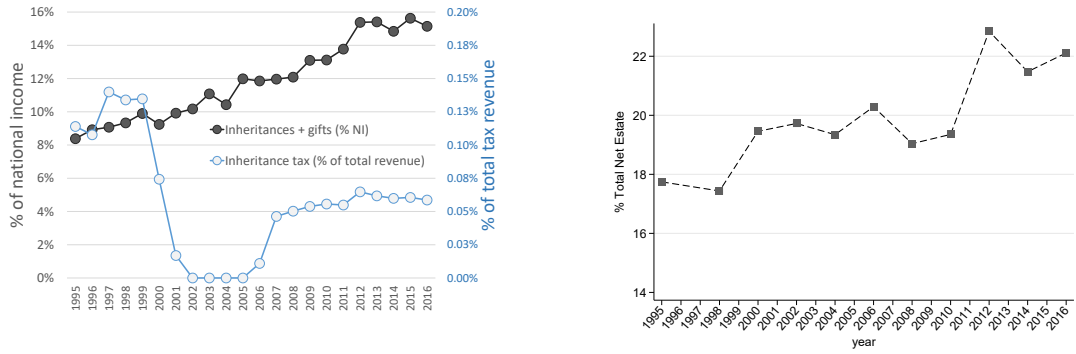 % of national income
16%
14%
12%
10%
8%
6%
4%
2%
0%
Inheritances + gifts (% NI)
Inheritance tax (% of total revenue)
0.20%
0.18%
0.15%
0.13%
0.10%
0.08%
0.05%
0.03%
0.00%
% of total tax revenue
1995 1996 1997 1998 1999 2000 2001 2002 2003 2004 2005 2006 2007 2008 2009 2010 2011 2012 2013 2014 2015 2016
% Total Net Estate
22
20
18
16
14
1995 1996 1997 1998 1999 2000 2001 2002 2003 2004 2005 2006 2007 2008 2009 2010 2011 2012 2013 2014 2015 2016
year